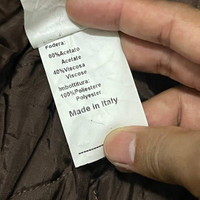 Fodera:
60%Acetato
Acetate
40%Viscosa
Viscose
Imbottitura:
100%Poliestere
Polyester
Made in Italy